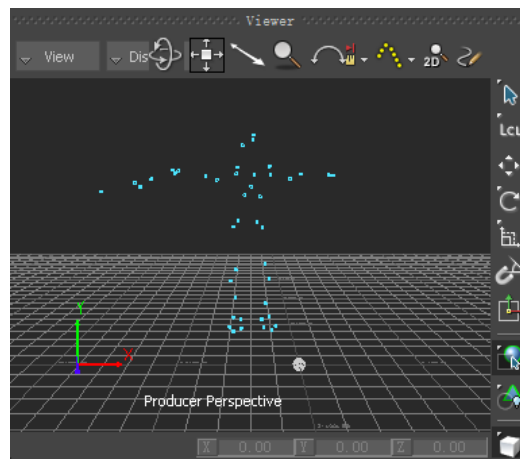 Viewer
View
Dis
2D
LcL
Y
X
Producer Perspective
X 0.00 Y 0.00 Z 0.00